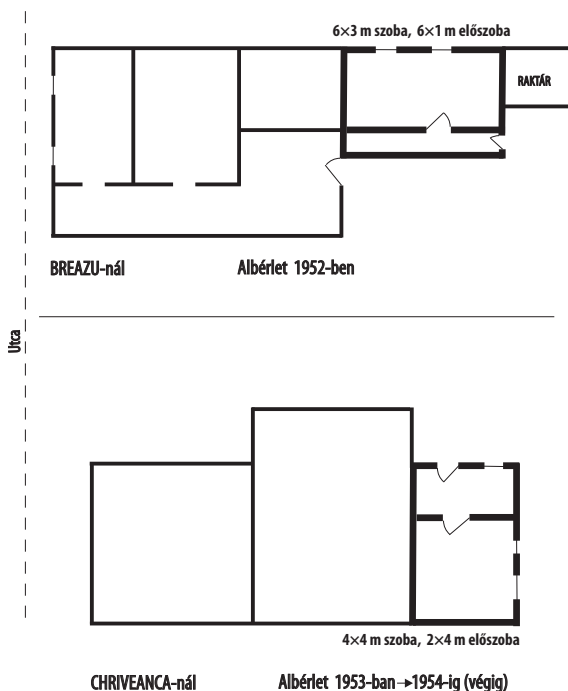 6×3 m szoba, 6×1 m előszoba
RAKTÁR
BREAZU-nál Albérlet 1952-ben
Utca
4×4 m szoba, 2×4 m előszoba
CHRIVEANCA-nál Albérlet 1953-ban→1954-ig (végig)